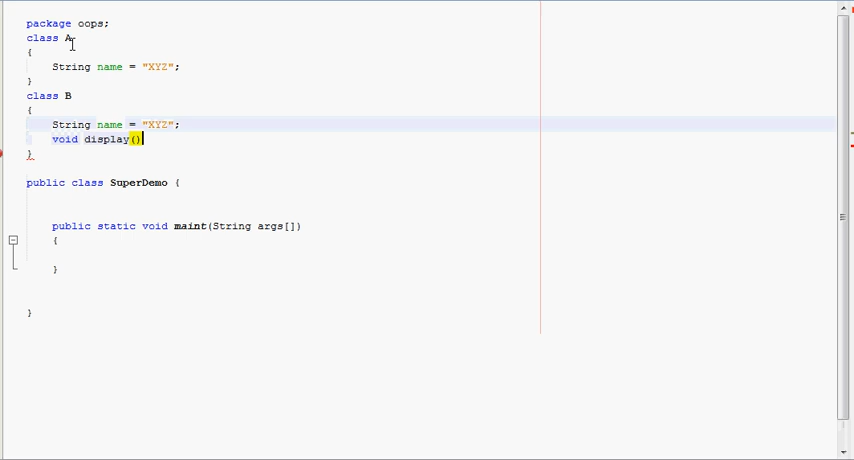 package oops;
class A
{
String name = "XYZ";
}
class B
{
String name = "XYZ";
void display()
}
public class SuperDemo {
public static void maint(String args[])
{
}
}